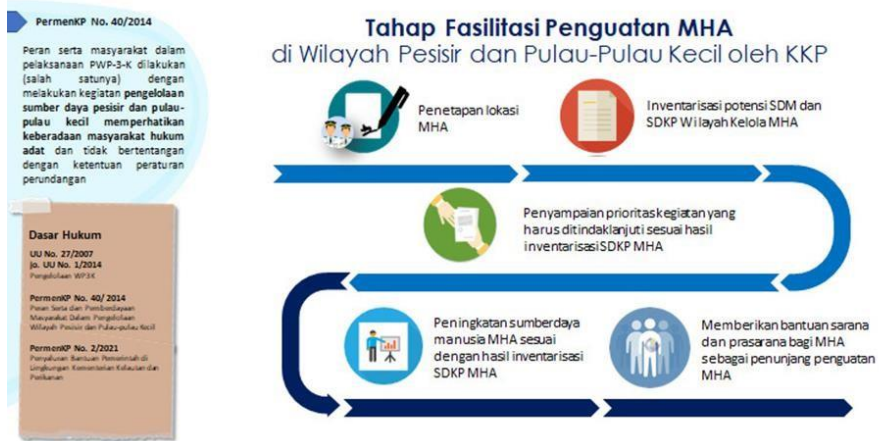 PermenKP No. 40/2014
Peran serta masyarakat dalam
pelaksanaan PWP-3-K dilakukan
(salah satunya) dengan
melakukan kegiatan pengelolaan
sumber daya pesisir dan pulau-
pulau kecil memperhatikan
keberadaan masyarakat hukum
adat dan tidak bertentangan
dengan ketentuan peraturan
perundangan
Dasar Hukum
UU No. 27/2007
jo. UU No. 1/2014
Pengelolaan WP3K
PermenKP No. 40/ 2014
Peran Serta dan Pemberdayaan
Masyarakat Dalam Pengelolaan
Wilayah Pesisir dan Pulau-pulau Kecil
PermenKP No. 2/2021
Penyaluran Bantuan Pemerintah di
Lingkungan Kementerian Kelautan dan
Perikanan
Tahap Fasilitasi Penguatan MHA
di Wilayah Pesisir dan Pulau-Pulau Kecil oleh KKP
Penetapan lokasi
MHA
Inventarisasi potensi SDM dan
SDKP Wilayah Kelola MHA
Penyampaian prioritas kegiatan yang
harus ditindaklanjuti sesuai hasil
inventarisasi SDKP MHA
Peningkatan sumberdaya
manusia MHA sesuai
dengan hasil inventarisasi
SDKP MHA
Memberikan bantuan sarana
dan prasarana bagi MHA
sebagai penunjang penguatan
MHA